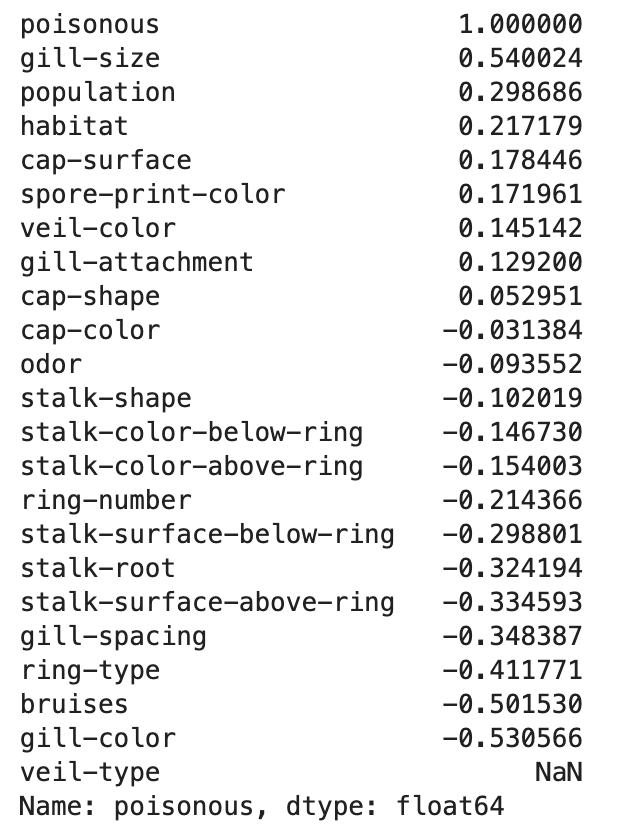 poisonous 1.000000
gill-size 0.540024
population 0.298686
habitat 0.217179
cap-surface 0.178446
spore-print-color 0.171961
veil-color 0.145142
gill-attachment 0.129200
cap-shape 0.052951
cap-color -0.031384
odor -0.093552
stalk-shape -0.102019
stalk-color-below-ring -0.146730
stalk-color-above-ring -0.154003
ring-number -0.214366
stalk-surface-below-ring -0.298801
stalk-root -0.324194
stalk-surface-above-ring -0.334593
gill-spacing -0.348387
ring-type -0.411771
bruises -0.501530
gill-color -0.530566
veil-type NaN
Name: poisonous, dtype: float64